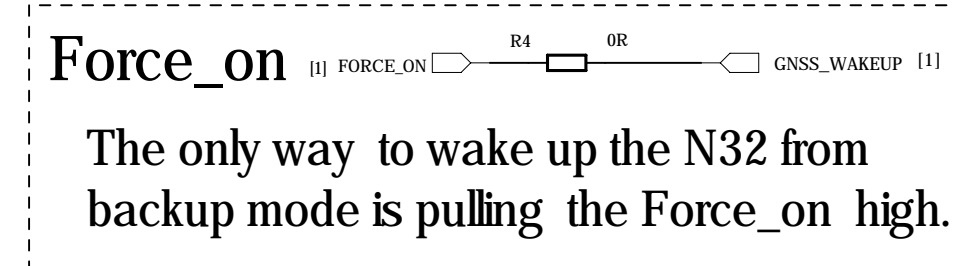 R4 0R
Force_on [1] FORCE_ON GNSS_WAKEUP [1]
The only way to wake up the N32 from
backup mode is pulling the Force_on high.